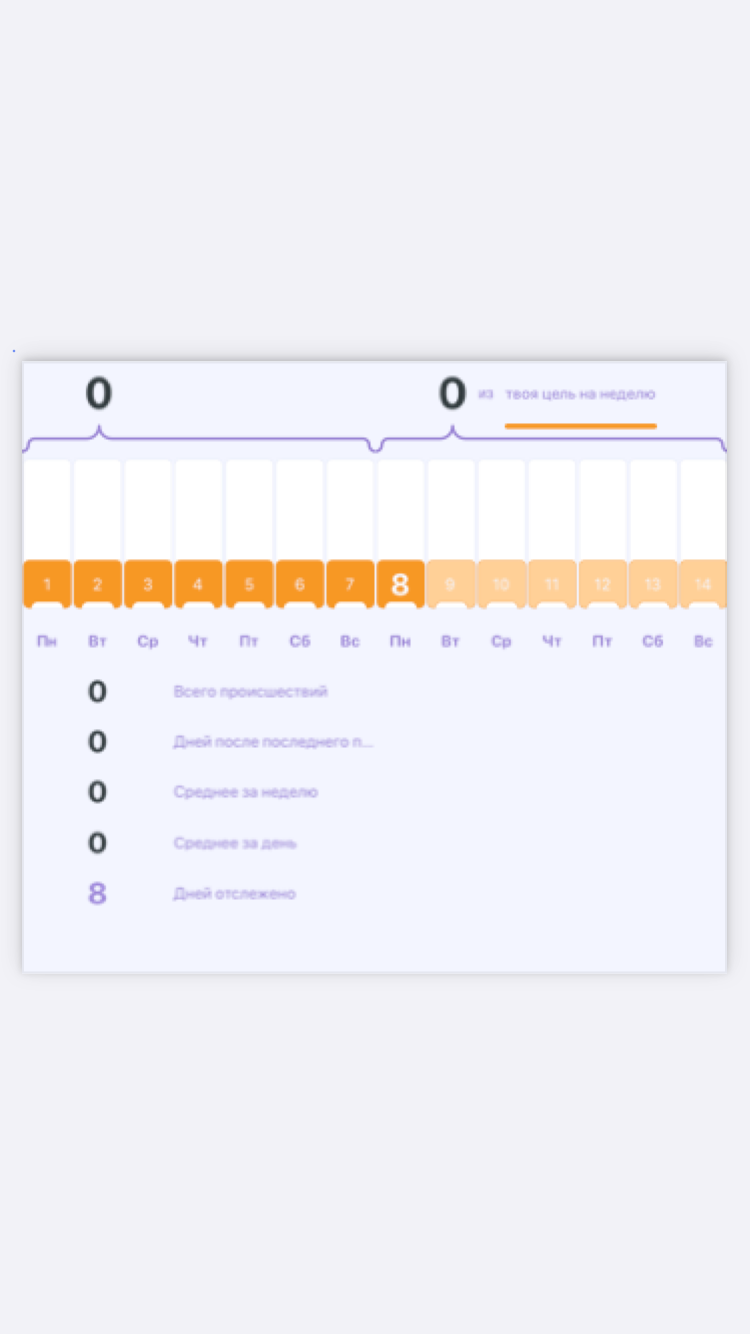 0 0 из твоя цель на неделю
1 2 3 4 5 6 7 8 9 10 11 12 13 14
Пн Вт Ср Чт Пт Сб Вс Пн Вт Ср Чт Пт Сб Вс
0 Всего происшествий
0 Дней после последнего п...
0 Среднее за неделю
0 Среднее за день
8 Дней отслежено